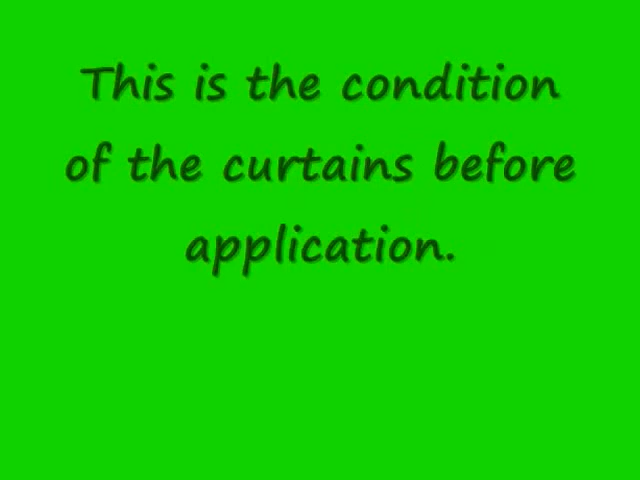 This is the condition
of the curtains before
application.